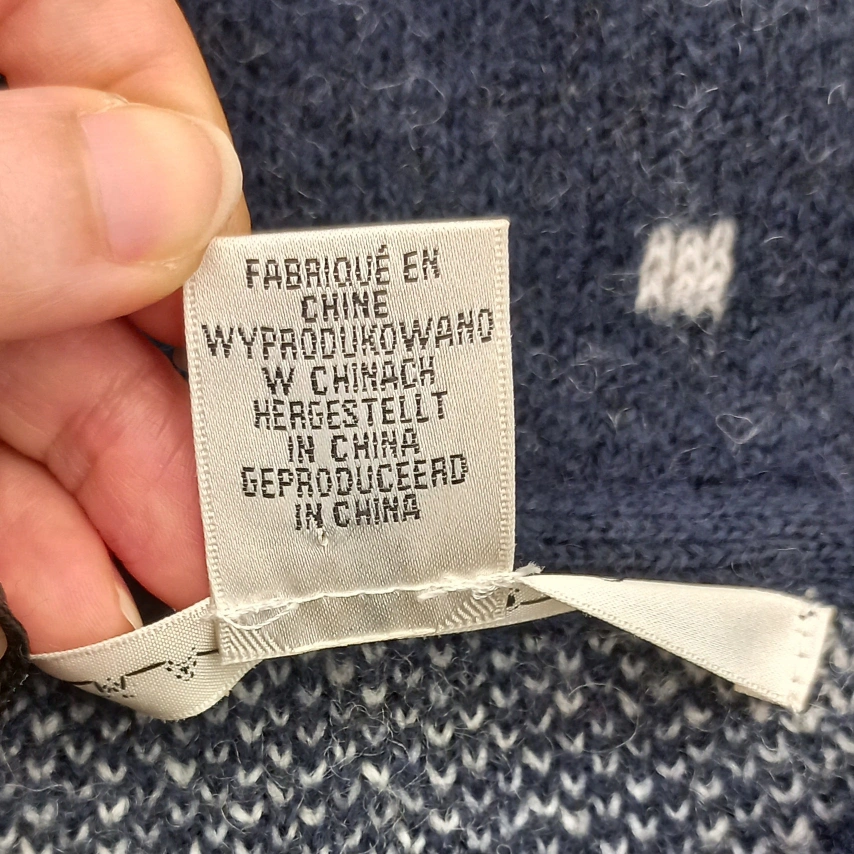 FABRIQUÉ EN
CHINE
WYPRODUKOWANO
W CHINACH
HERGESTELLT
IN CHINA
GEPRODUCEERD
IN CHINA